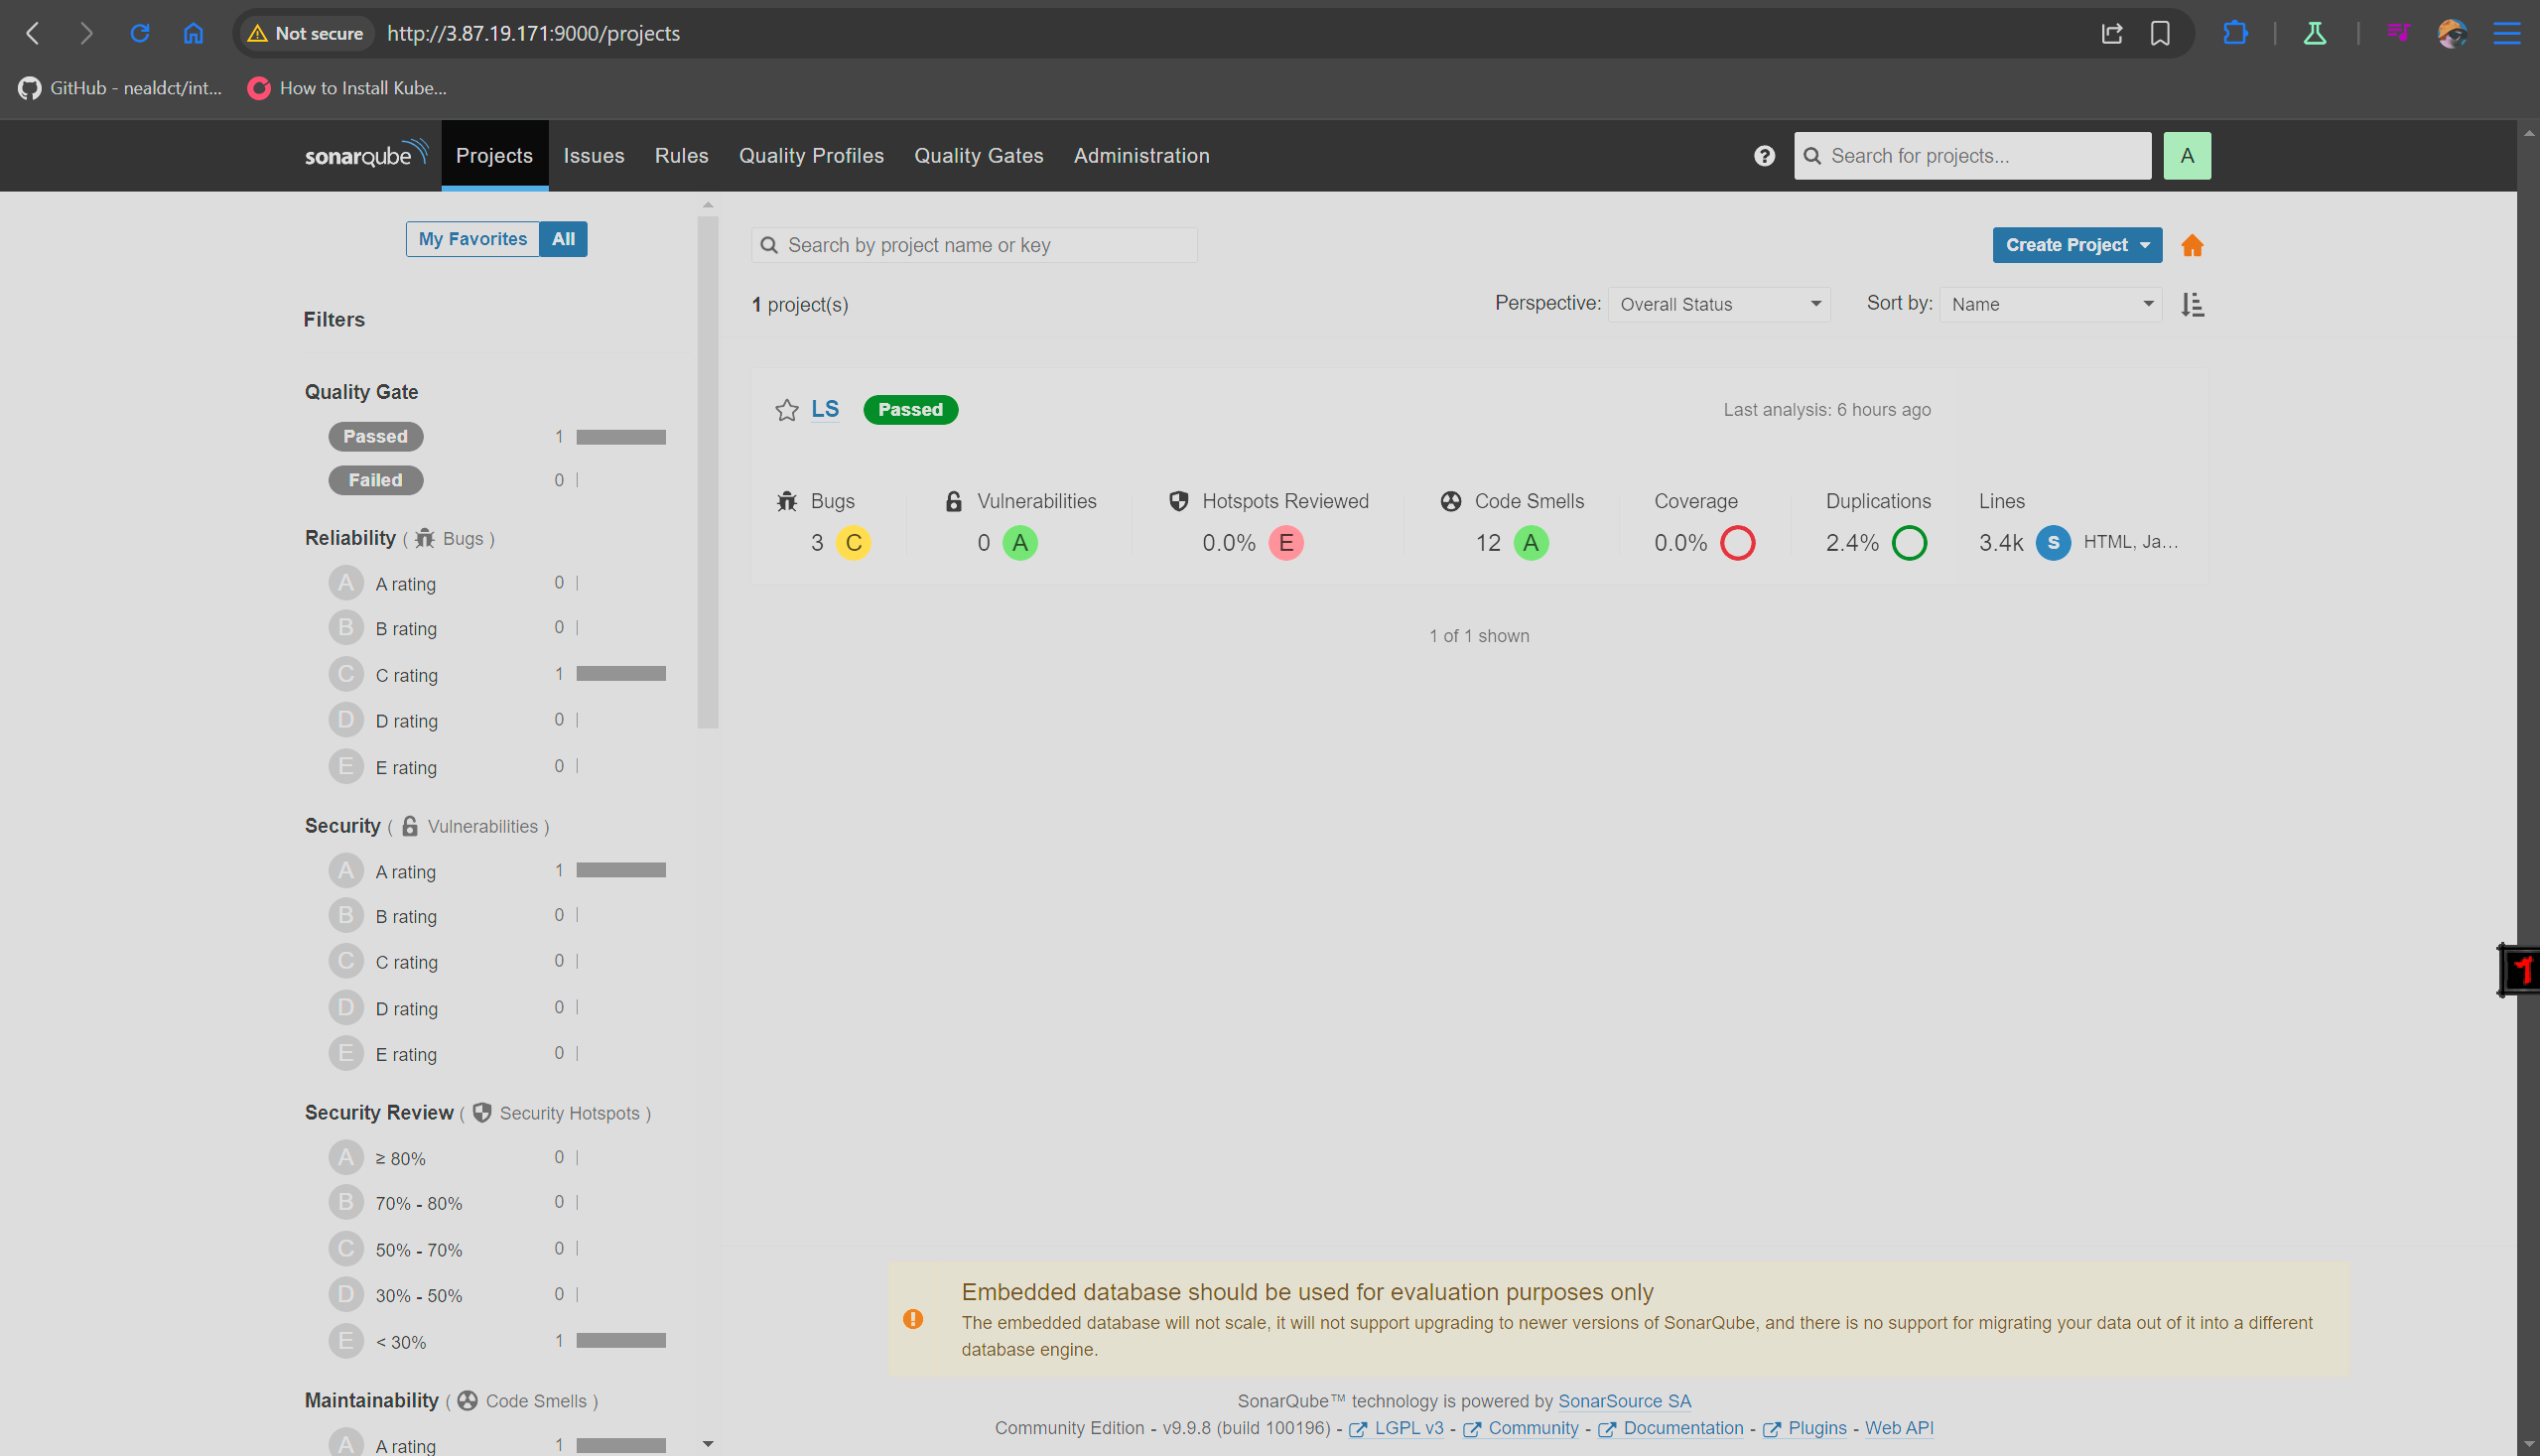 Not secure http://3.87.19.171:9000/projects
GitHub - nealdct/int... How to Install Kube...
sonarqube Projects Issues Rules Quality Profiles Quality Gates Administration ? Search for projects... A
My Favorites All
Search by project name or key Create Project
1 project(s) Perspective: Overall Status Sort by: Name
Filters
Quality Gate
Passed 1
Failed 0
Reliability ( Bugs )
A A rating 0
B B rating 0
C C rating 1
D D rating 0
E E rating 0
Security ( Vulnerabilities )
A A rating 1
B B rating 0
C C rating 0
D D rating 0
E E rating 0
Security Review ( Security Hotspots )
A ≥ 80% 0
B 70% - 80% 0
C 50% - 70% 0
D 30% - 50% 0
E < 30% 1
Maintainability ( Code Smells )
A A rating 1
LS Passed Last analysis: 6 hours ago
Bugs Vulnerabilities Hotspots Reviewed Code Smells Coverage Duplications Lines
3 C 0 A 0.0% E 12 A 0.0% 2.4% 3.4k S HTML, Ja...
1 of 1 shown
Embedded database should be used for evaluation purposes only
The embedded database will not scale, it will not support upgrading to newer versions of SonarQube, and there is no support for migrating your data out of it into a different
database engine.
SonarQube™ technology is powered by SonarSource SA
Community Edition - v9.9.8 (build 100196) - LGPL v3 - Community - Documentation - Plugins - Web API